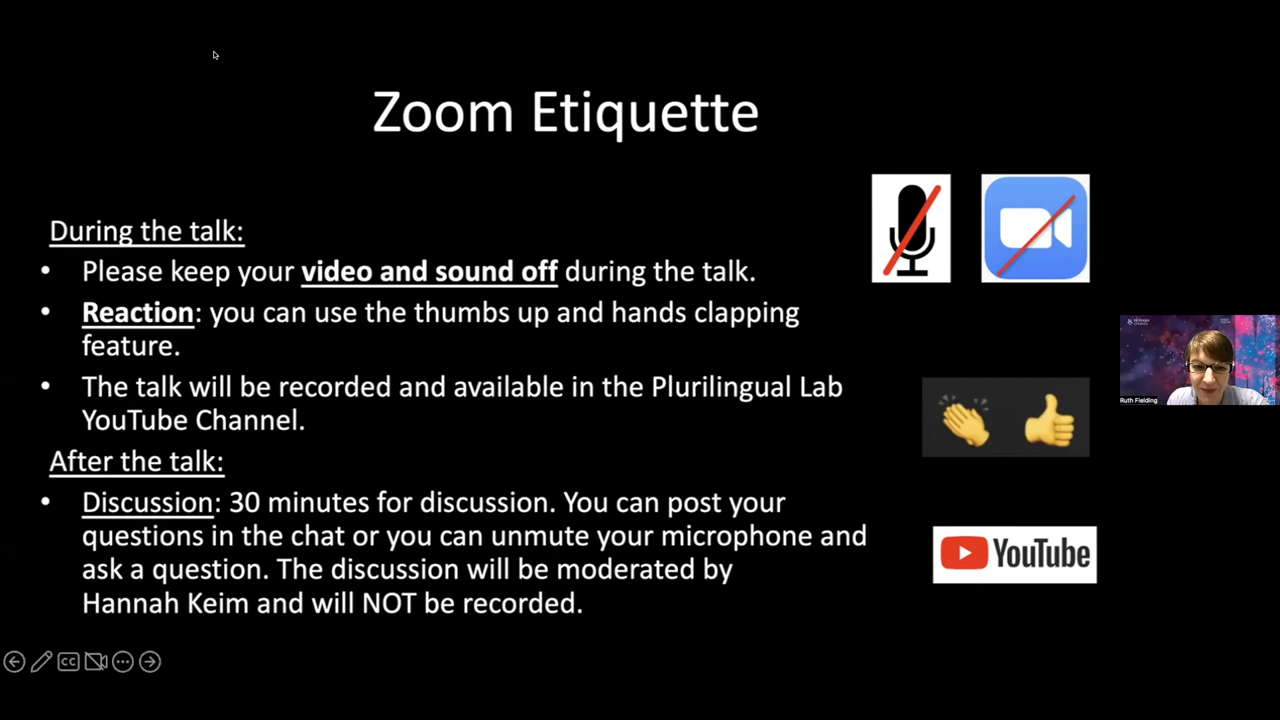 Zoom Etiquette
During the talk:
• Please keep your video and sound off during the talk.
• Reaction: you can use the thumbs up and hands clapping
feature.
• The talk will be recorded and available in the Plurilingual Lab
YouTube Channel.
After the talk:
• Discussion: 30 minutes for discussion. You can post your
questions in the chat or you can unmute your microphone and
ask a question. The discussion will be moderated by
Hannah Keim and will NOT be recorded.
YouTube
Ruth Fielding
CC